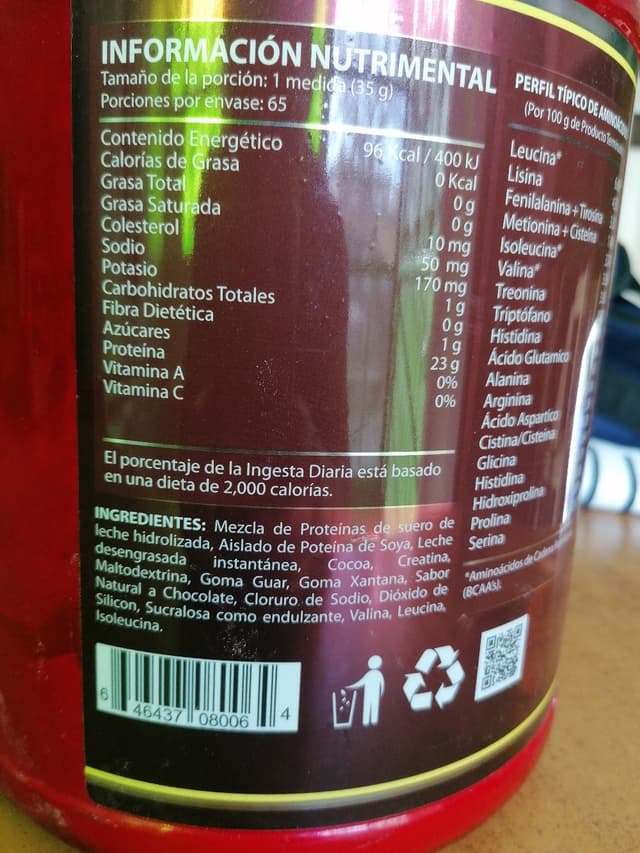 INFORMACIÓN NUTRIMENTAL
Tamaño de la porción: 1 medida (35 g)
Porciones por envase: 65
Contenido Energético 96 Kcal / 400 kJ
Calorías de Grasa 0 Kcal
Grasa Total 0 g
Grasa Saturada 0 g
Colesterol 10 mg
Sodio 50 mg
Potasio 170 mg
Carbohidratos Totales 1 g
Fibra Dietética 0 g
Azúcares 1 g
Proteína 23 g
Vitamina A 0%
Vitamina C 0%
El porcentaje de la Ingesta Diaria está basado
en una dieta de 2,000 calorías.
INGREDIENTES: Mezcla de Proteínas de suero de
leche hidrolizada, Aislado de Poteína de Soya, Leche
desengrasada instantánea, Cocoa, Creatina,
Maltodextrina, Goma Guar, Goma Xantana, Sabor
Natural a Chocolate, Cloruro de Sodio, Dióxido de
Silicon, Sucralosa como endulzante, Valina, Leucina,
Isoleucina.
6 46437 08006 4
PERFIL TÍPICO DE
(Por 100 g de Producto
Leucina*
Lisina
Fenilalanina + Tirosina
Metionina + Cisteina
Isoleucina*
Valina*
Treonina
Triptófano
Histidina
Ácido Glutamico
Alanina
Arginina
Ácido Aspartico
Cistina/Cisteina
Glicina
Histidina
Hidroxiprolina
Prolina
Serina
*Aminoácidos de Cadena
(BCAA's).